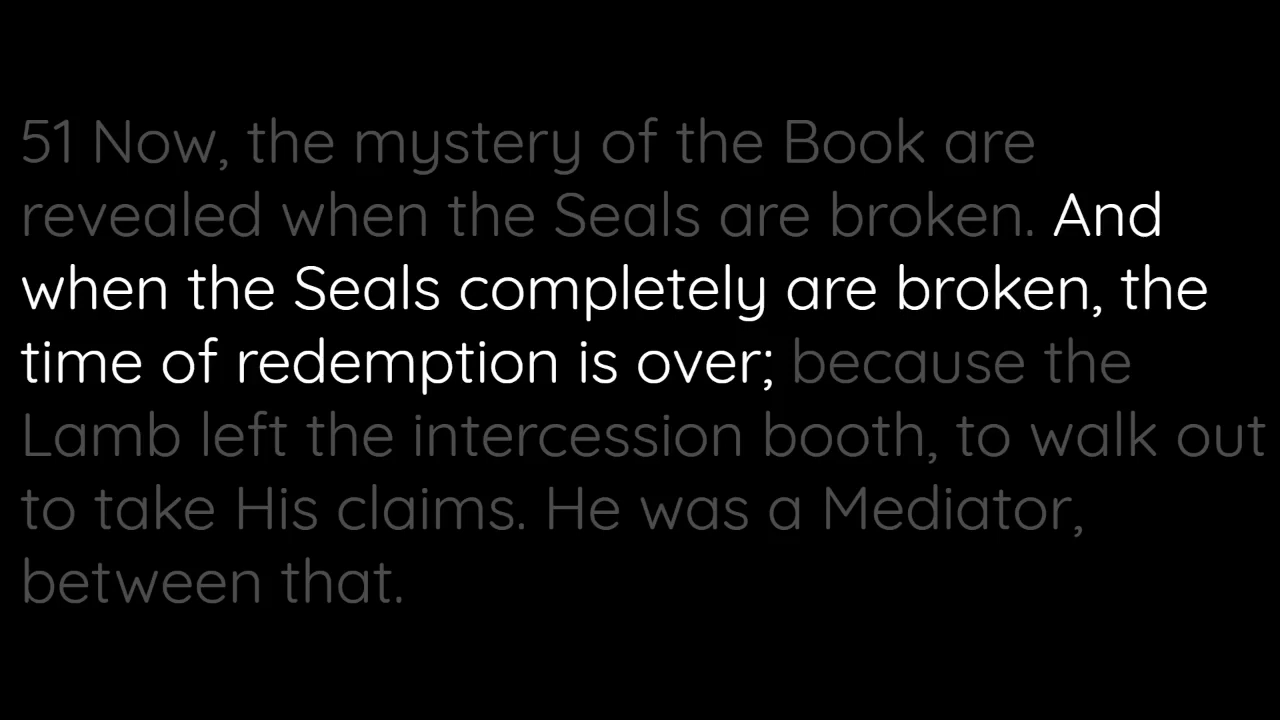 51 Now, the mystery of the Book are
revealed when the Seals are broken. And
when the Seals completely are broken, the
time of redemption is over; because the
Lamb left the intercession booth, to walk out
to take His claims. He was a Mediator,
between that.